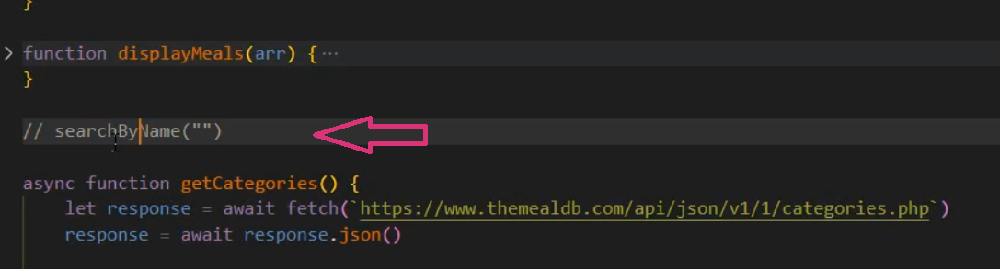 }
function displayMeals(arr) {···
}
// searchByName("")
async function getCategories() {
let response = await fetch(`https://www.themealdb.com/api/json/v1/1/categories.php`)
response = await response.json()